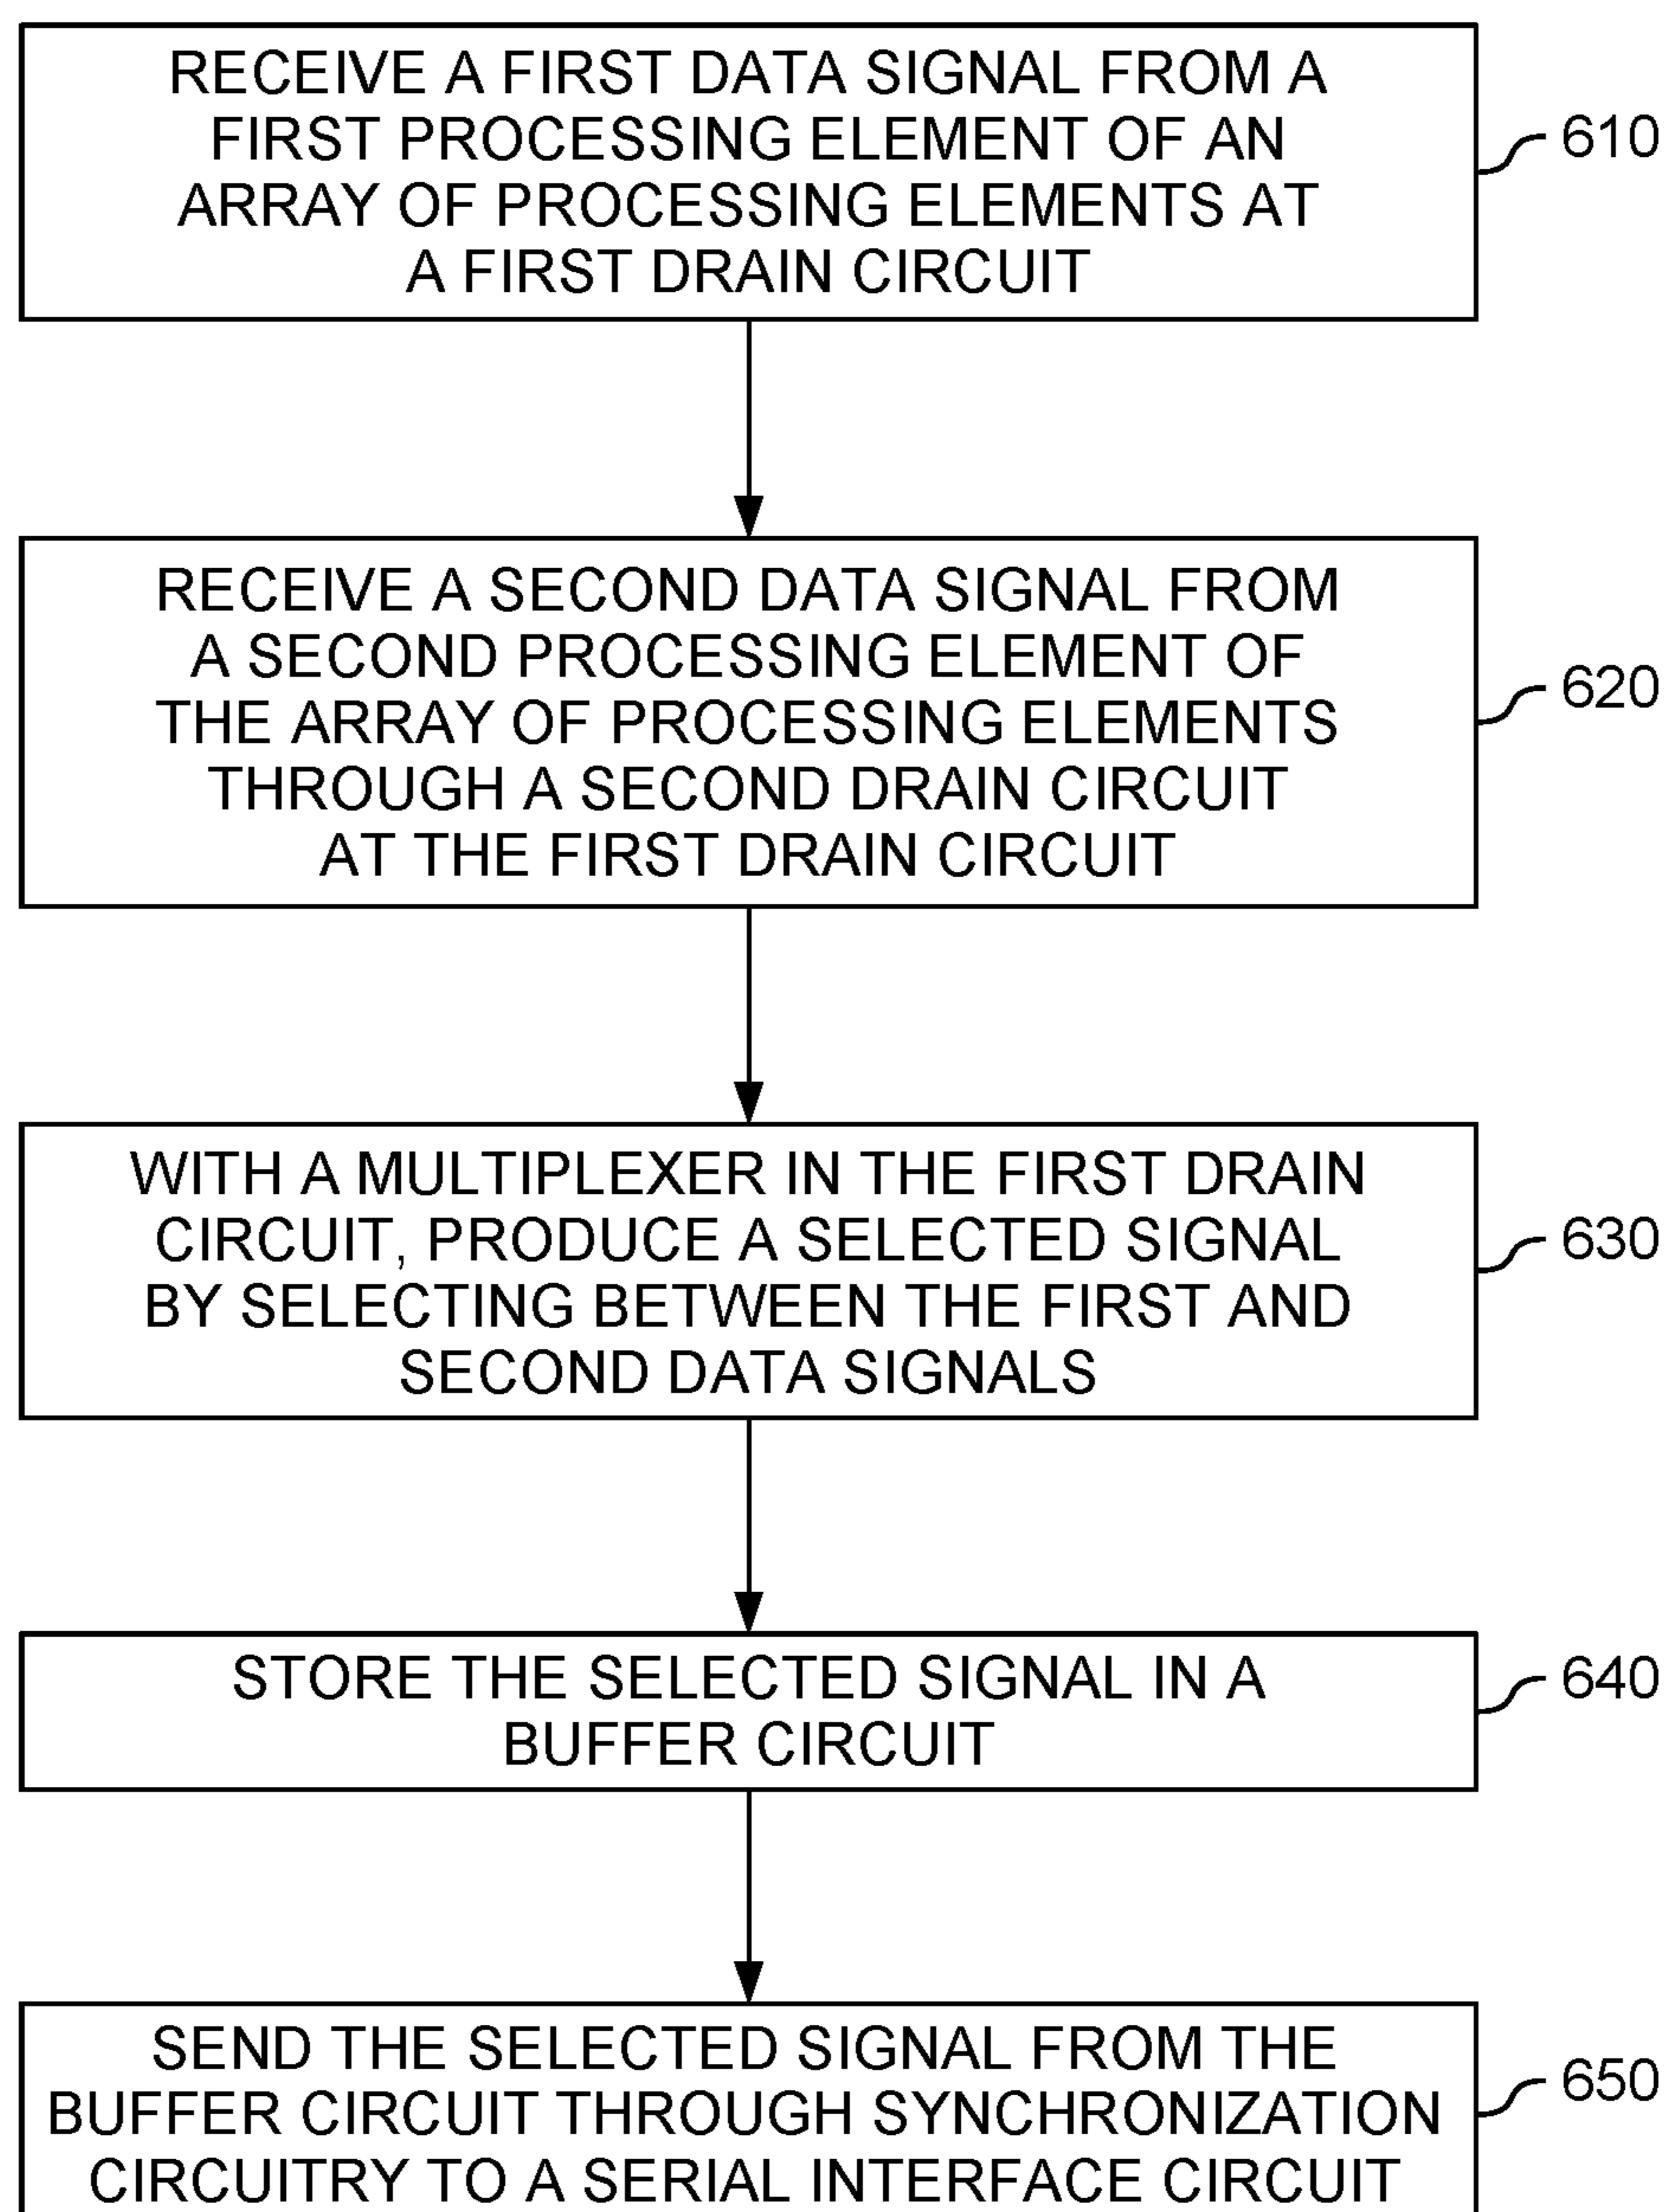 RECEIVE A FIRST DATA SIGNAL FROM A
FIRST PROCESSING ELEMENT OF AN
ARRAY OF PROCESSING ELEMENTS AT
A FIRST DRAIN CIRCUIT
610
RECEIVE A SECOND DATA SIGNAL FROM
A SECOND PROCESSING ELEMENT OF
THE ARRAY OF PROCESSING ELEMENTS
THROUGH A SECOND DRAIN CIRCUIT
AT THE FIRST DRAIN CIRCUIT
620
WITH A MULTIPLEXER IN THE FIRST DRAIN
CIRCUIT, PRODUCE A SELECTED SIGNAL
BY SELECTING BETWEEN THE FIRST AND
SECOND DATA SIGNALS
630
STORE THE SELECTED SIGNAL IN A
BUFFER CIRCUIT
640
SEND THE SELECTED SIGNAL FROM THE
BUFFER CIRCUIT THROUGH SYNCHRONIZATION
CIRCUITRY TO A SERIAL INTERFACE CIRCUIT
650